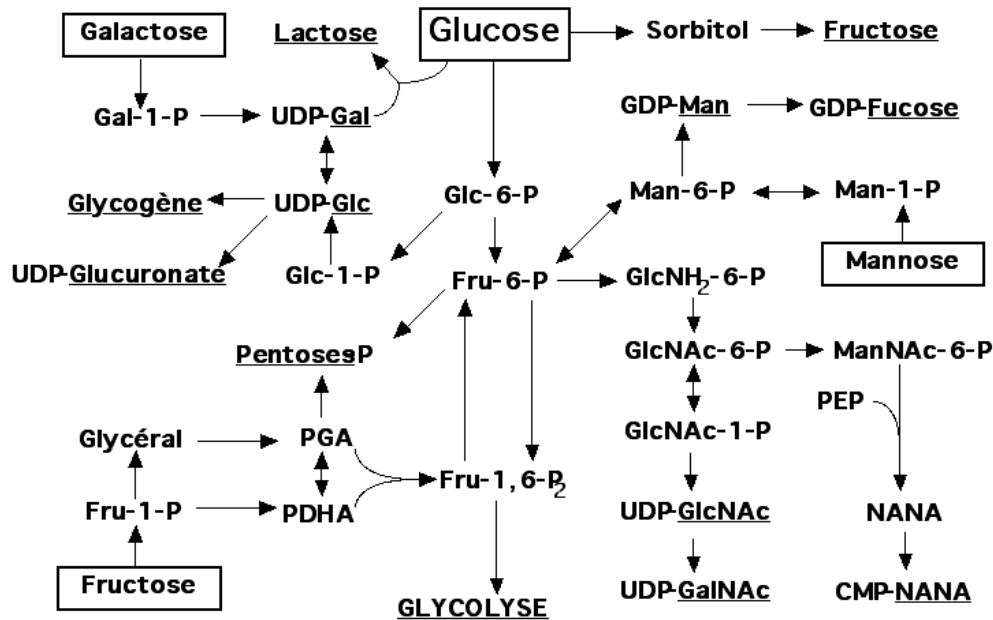 Galactose
Lactose
Glucose
Sorbitol
Fructose
Gal-1-P
UDP-Gal
GDP-Man
GDP-Fucose
Glycogène
UDP-Glc
Glc-6-P
Man-6-P
Man-1-P
UDP-Glucuronate
Glc-1-P
Fru-6-P
GlcNH2-6-P
Mannose
Pentoses-P
GlcNAc-6-P
ManNAc-6-P
PEP
Glycéral
PGA
GlcNAc-1-P
Fru-1,6-P2
Fru-1-P
PDHA
UDP-GlcNAc
NANA
Fructose
GLYCOLYSE
UDP-GalNAc
CMP-NANA